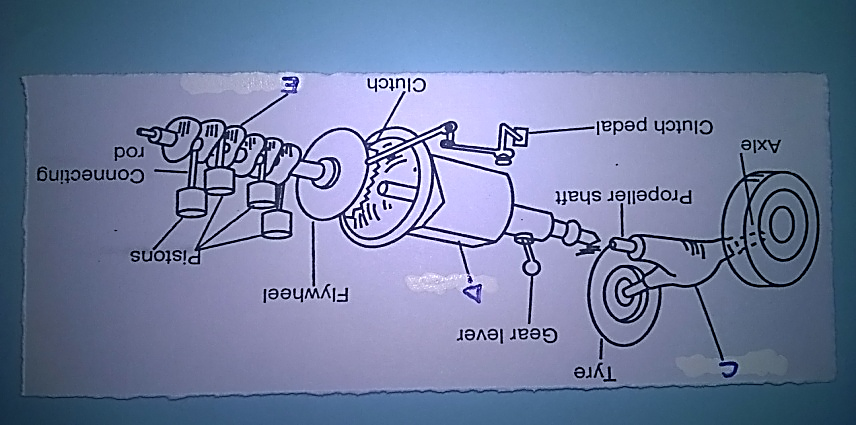 C
Tyre
Gear lever
D
Flywheel
Pistons
Propeller shaft
Connecting
rod
Axle
Clutch pedal
Clutch
E